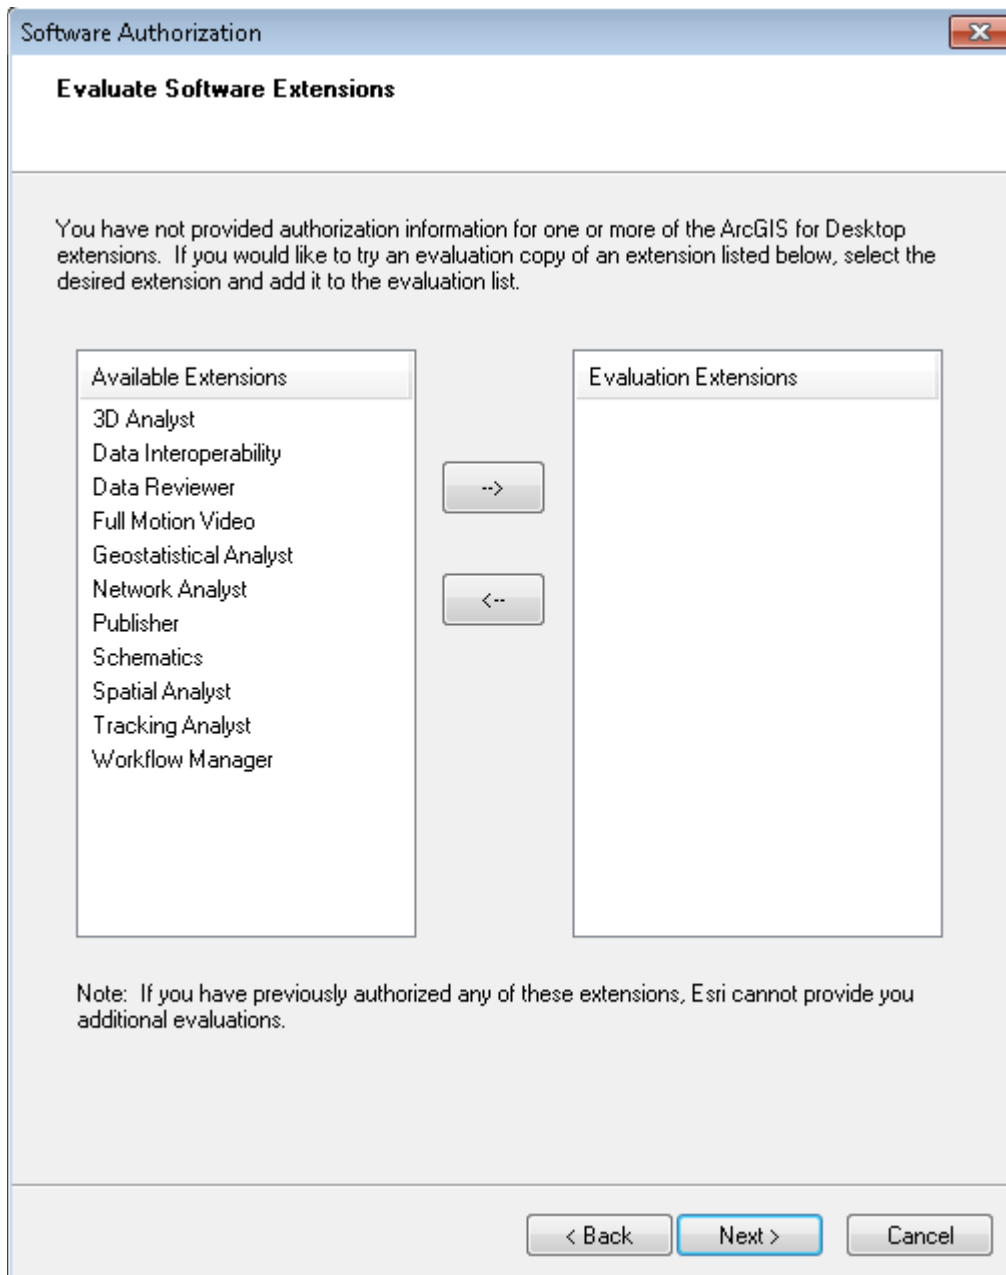 Software Authorization
Evaluate Software Extensions
You have not provided authorization information for one or more of the ArcGIS for Desktop
extensions.  If you would like to try an evaluation copy of an extension listed below, select the
desired extension and add it to the evaluation list.
Available Extensions
3D Analyst
Data Interoperability
Data Reviewer
Full Motion Video
Geostatistical Analyst
Network Analyst
Publisher
Schematics
Spatial Analyst
Tracking Analyst
Workflow Manager
-->
<--
Evaluation Extensions
Note:  If you have previously authorized any of these extensions, Esri cannot provide you
additional evaluations.
< Back
Next >
Cancel